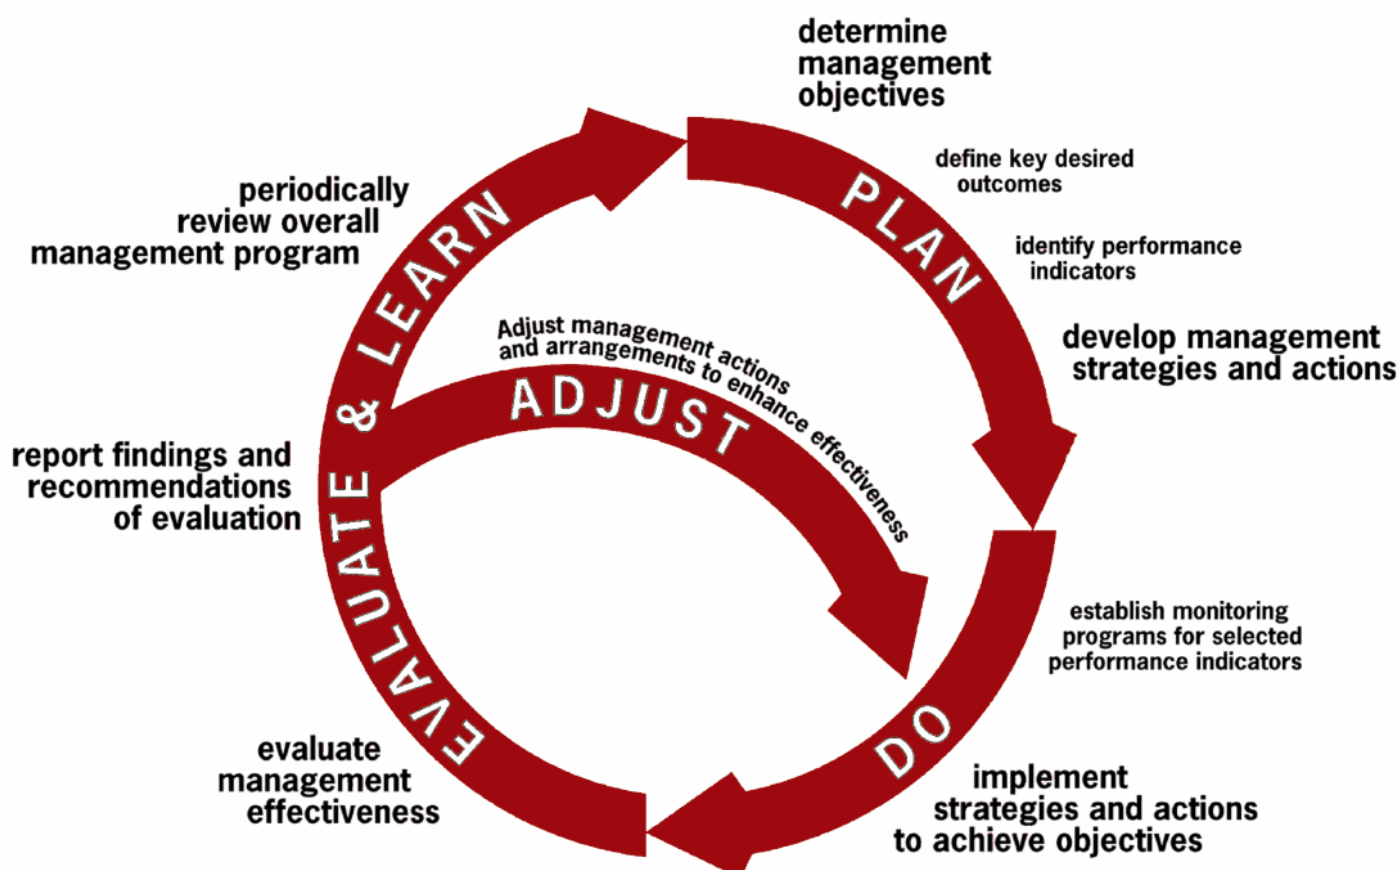 determine
management
objectives
define key desired
outcomes
PLAN
identify performance
indicators
develop management
strategies and actions
establish monitoring
programs for selected
performance indicators
DO
implement
strategies and actions
to achieve objectives
evaluate
management
effectiveness
EVALUATE & LEARN
report findings and
recommendations
of evaluation
periodically
review overall
management program
Adjust management actions
and arrangements to enhance effectiveness
ADJUST